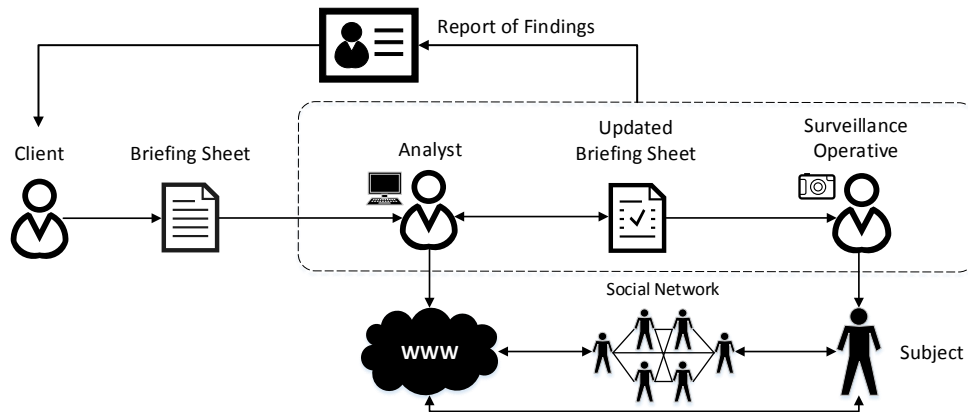 Report of Findings
Client
Briefing Sheet
Analyst
Updated
Briefing Sheet
Surveillance
Operative
Social Network
WWW
Subject